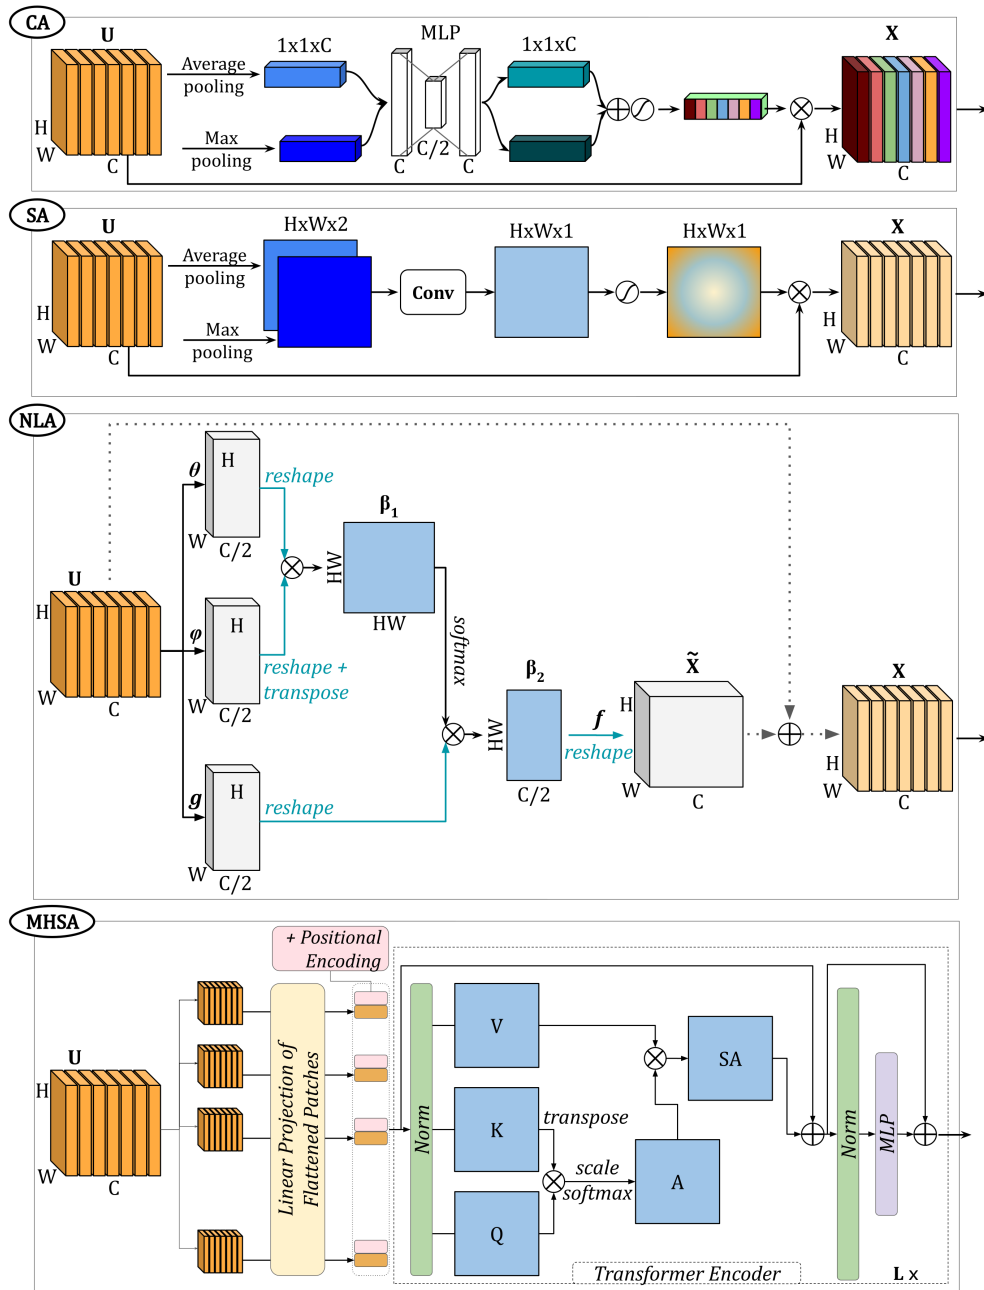 CA
U
Average
pooling
Max
pooling
H
W
C
1x1xC
MLP
C
C/2
C
1x1xC
X
H
W
C
SA
U
Average
pooling
Max
pooling
H
W
C
HxWx2
Conv
HxWx1
HxWx1
X
H
W
C
NLA
U
H
W
C
θ
H
W
C/2
reshape
φ
H
W
C/2
reshape +
transpose
g
H
W
C/2
reshape
β1
HW
HW
softmax
β2
HW
C/2
f
reshape
X̃
H
W
C
X
H
W
C
MHSA
U
H
W
C
Linear Projection of
Flattened Patches
+ Positional
Encoding
Norm
V
K
Q
transpose
scale
softmax
A
SA
Norm
MLP
Transformer Encoder
L x